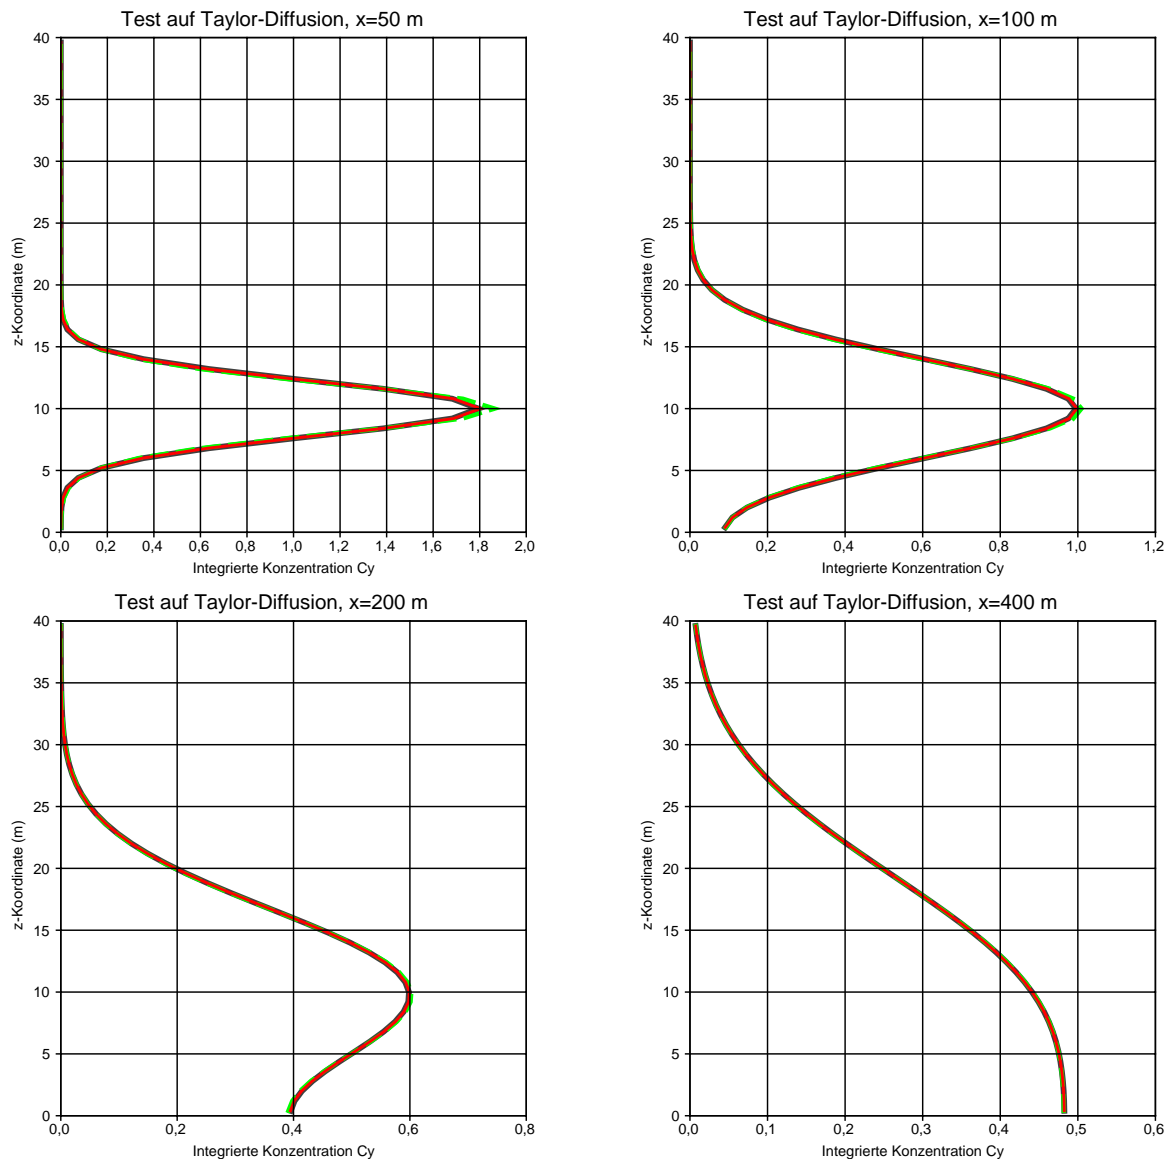 Test auf Taylor-Diffusion, x=50 m
40
35
30
25
20
15
10
5
0
z-Koordinate (m)
0,0 0,2 0,4 0,6 0,8 1,0 1,2 1,4 1,6 1,8 2,0
Integrierte Konzentration Cy
Test auf Taylor-Diffusion, x=100 m
40
35
30
25
20
15
10
5
0
z-Koordinate (m)
0,0 0,2 0,4 0,6 0,8 1,0 1,2
Integrierte Konzentration Cy
Test auf Taylor-Diffusion, x=200 m
40
35
30
25
20
15
10
5
0
z-Koordinate (m)
0,0 0,2 0,4 0,6 0,8
Integrierte Konzentration Cy
Test auf Taylor-Diffusion, x=400 m
40
35
30
25
20
15
10
5
0
z-Koordinate (m)
0,0 0,1 0,2 0,3 0,4 0,5 0,6
Integrierte Konzentration Cy